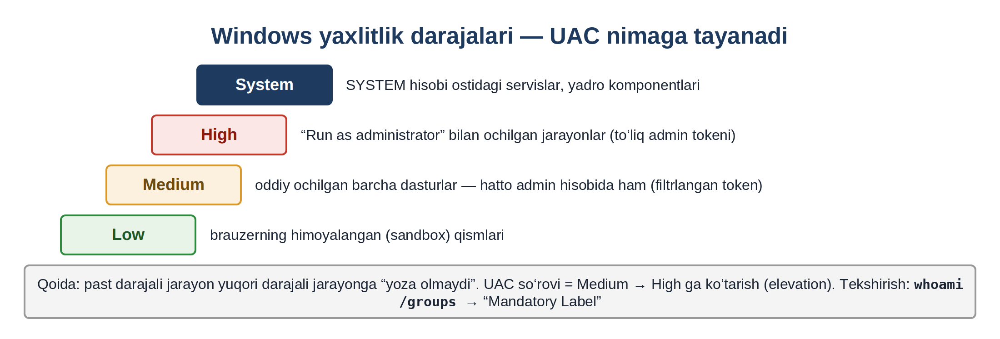 Windows yaxlitlik darajalari — UAC nimaga tayanadi
System
SYSTEM hisobi ostidagi servislar, yadro komponentlari
High
“Run as administrator” bilan ochilgan jarayonlar (to‘liq admin tokeni)
Medium
oddiy ochilgan barcha dasturlar — hatto admin hisobida ham (filtrlangan token)
Low
brauzerning himoyalangan (sandbox) qismlari
Qoida: past darajali jarayon yuqori darajali jarayonga “yoza olmaydi”. UAC so‘rovi = Medium → High ga ko‘tarish (elevation). Tekshirish: whoami
/groups → “Mandatory Label”